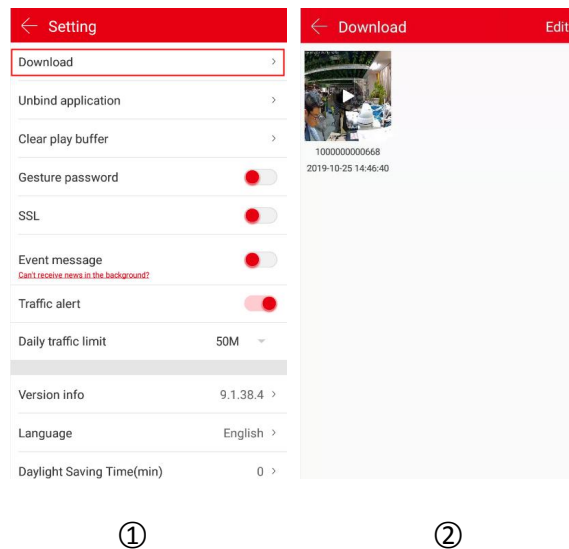 Setting
Download
Unbind application
Clear play buffer
Gesture password
SSL
Event message
Can't receive news in the background?
Traffic alert
Daily traffic limit 50M
Version info 9.1.38.4
Language English
Daylight Saving Time(min) 0
①
Download Edit
1000000000668
2019-10-25 14:46:40
②